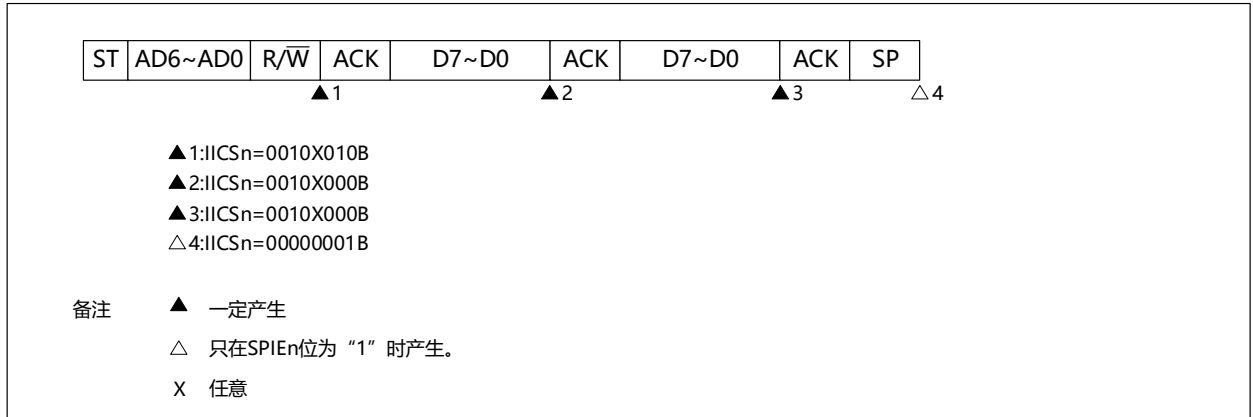 ST AD6~AD0 R/W̅ ACK D7~D0 ACK D7~D0 ACK SP
▲1 ▲2 ▲3 △4
▲1:IICSn=0010X010B
▲2:IICSn=0010X000B
▲3:IICSn=0010X000B
△4:IICSn=00000001B
备注 ▲ 一定产生
△ 只在SPIEn位为“1”时产生。
X 任意